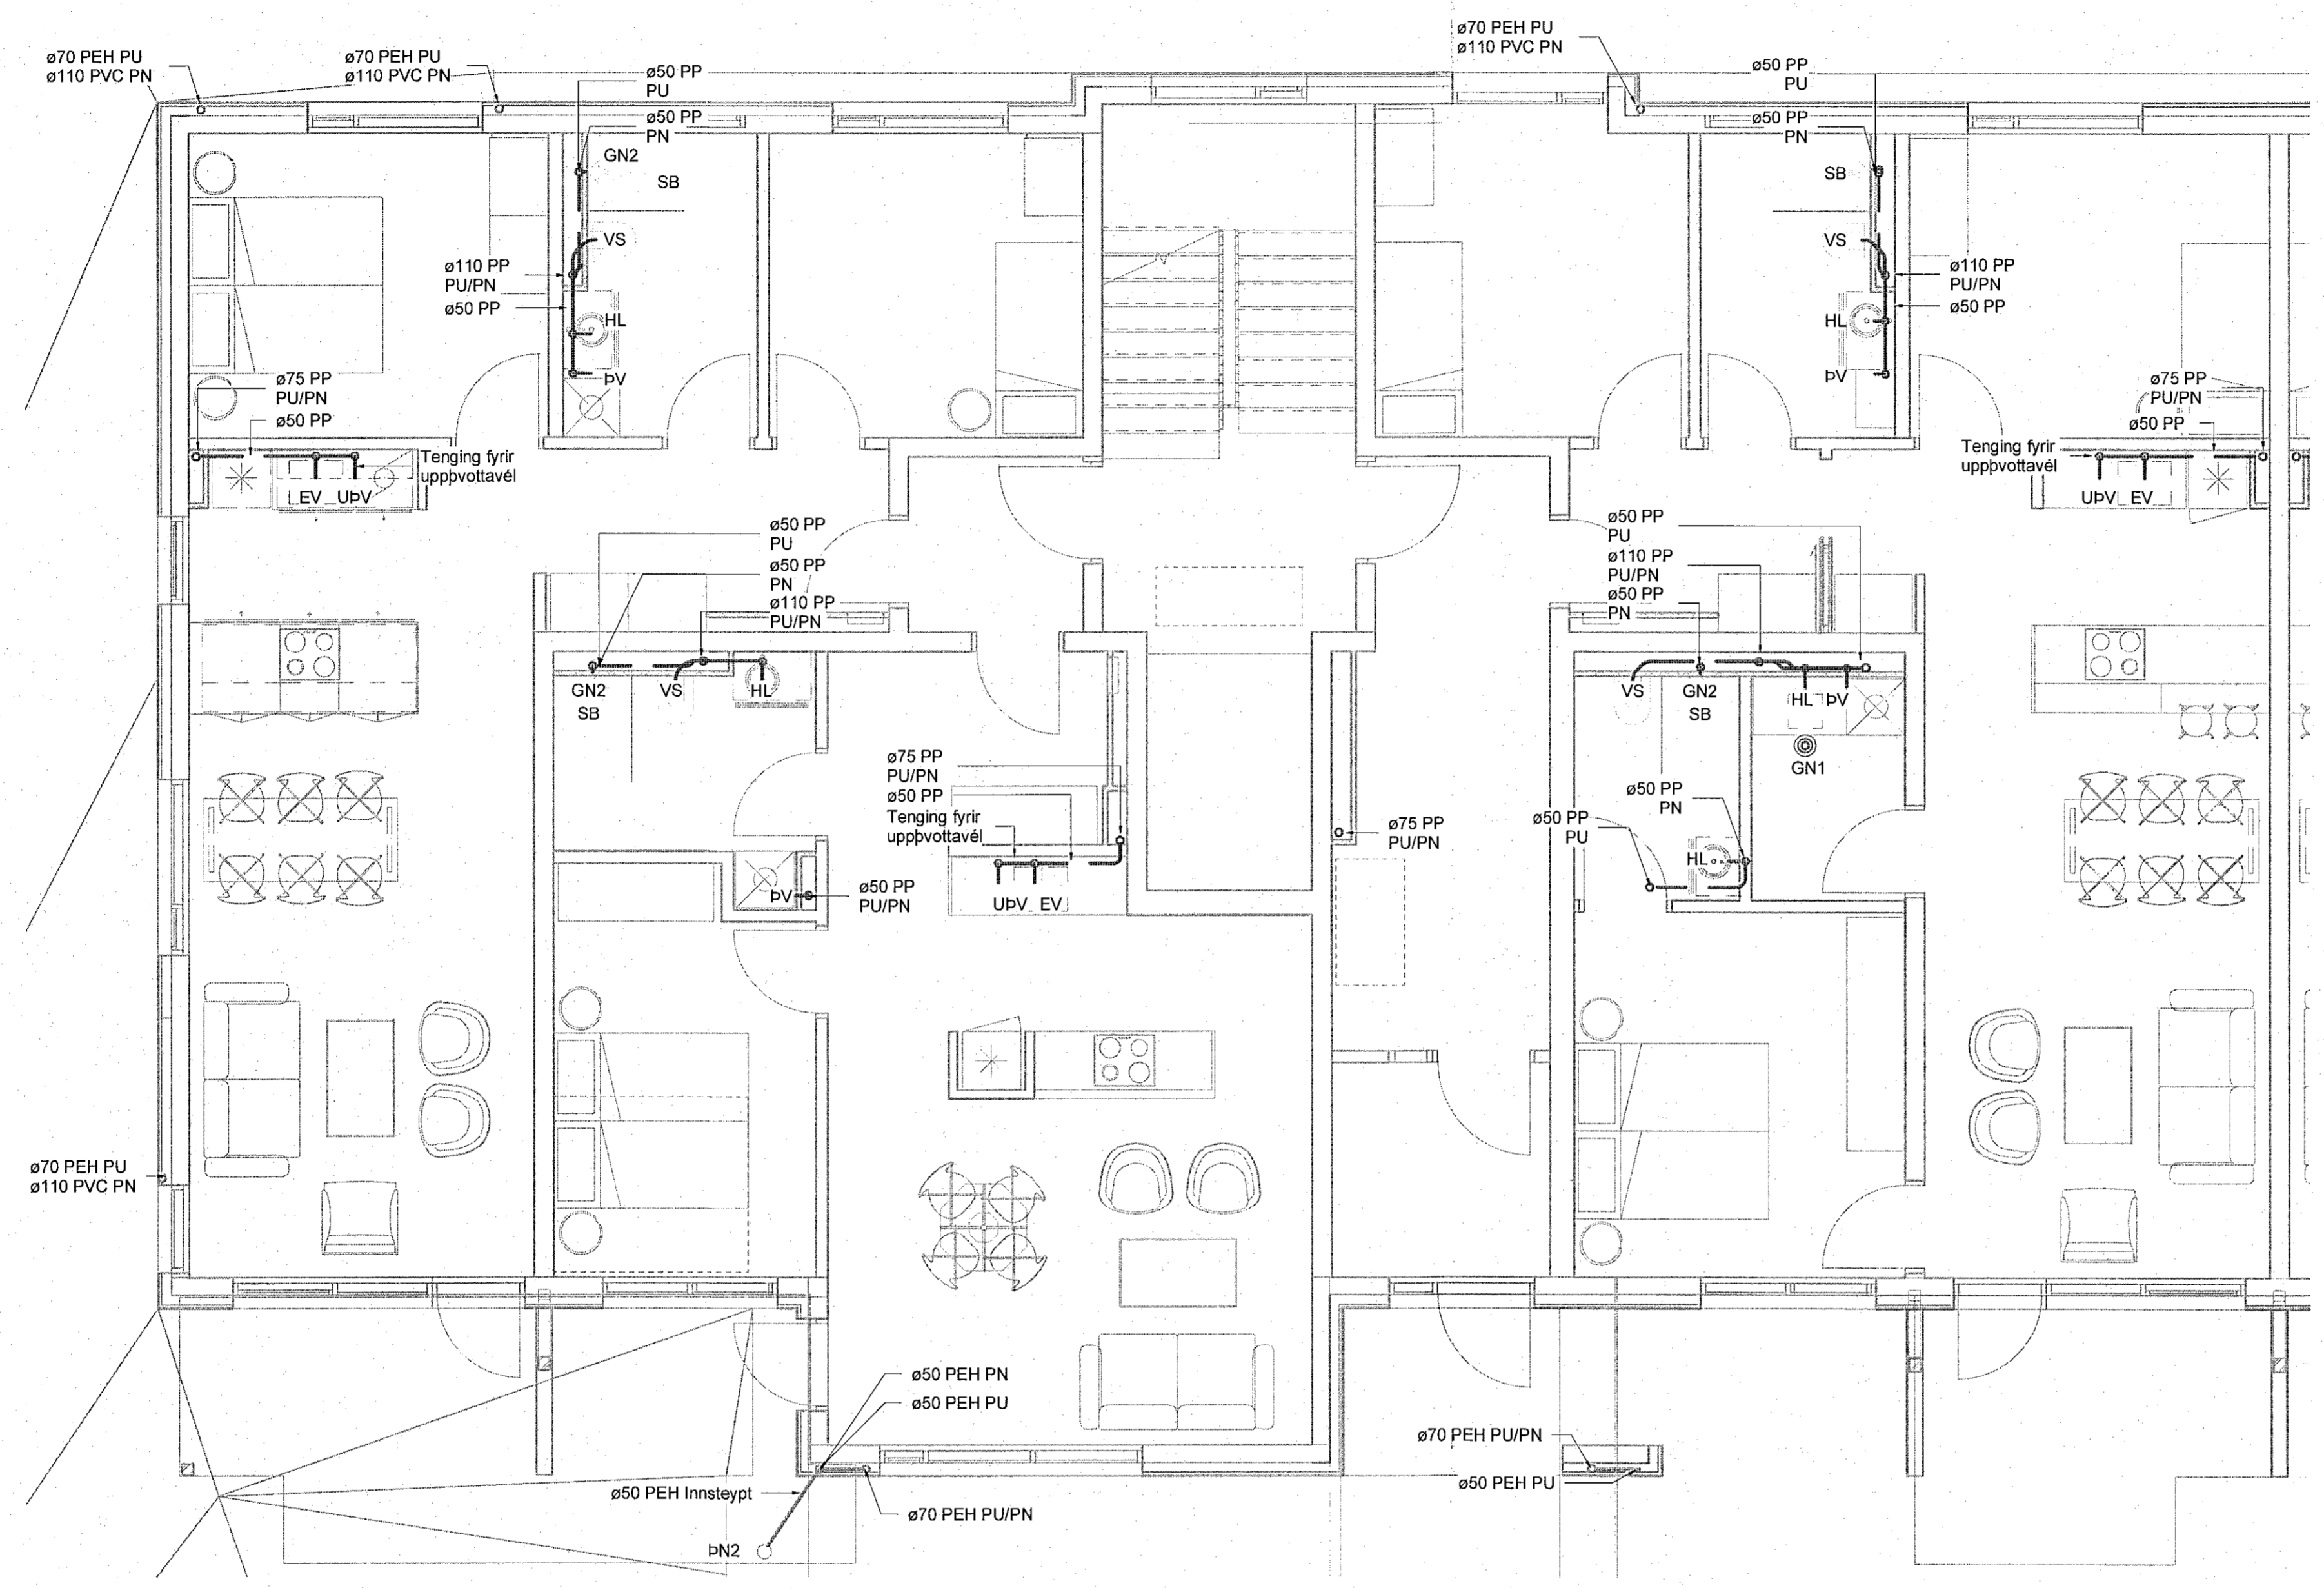 ø70 PEH PU
ø110 PVC PN
ø70 PEH PU
ø110 PVC PN
ø50 PP
PU
ø50 PP
PN
GN2
SB
VS
ø110 PP
PU/PN
ø50 PP
HL
ÞV
ø70 PEH PU
ø110 PVC PN
ø50 PP
PU
ø50 PP
PN
SB
VS
ø110 PP
PU/PN
ø50 PP
HL
ÞV
ø75 PP
PU/PN
ø50 PP
Tenging fyrir
uppþvottavél
EV
UÞV
ø75 PP
PU/PN
ø50 PP
Tenging fyrir
uppþvottavél
UÞV
EV
ø50 PP
PU
ø50 PP
PN
ø110 PP
PU/PN
GN2
SB
VS
HL
ø50 PP
PU
ø110 PP
PU/PN
ø50 PP
PN
VS
GN2
SB
HL
ÞV
GN1
ø75 PP
PU/PN
ø50 PP
Tenging fyrir
uppþvottavél
UÞV
EV
ÞV
ø50 PP
PU/PN
ø75 PP
PU/PN
ø50 PP
PN
ø50 PP
PU
HL
ø70 PEH PU
ø110 PVC PN
ø50 PEH PN
ø50 PEH PU
ø50 PEH Innsteypt
ø70 PEH PU/PN
ÞN2
ø70 PEH PU/PN
ø50 PEH PU